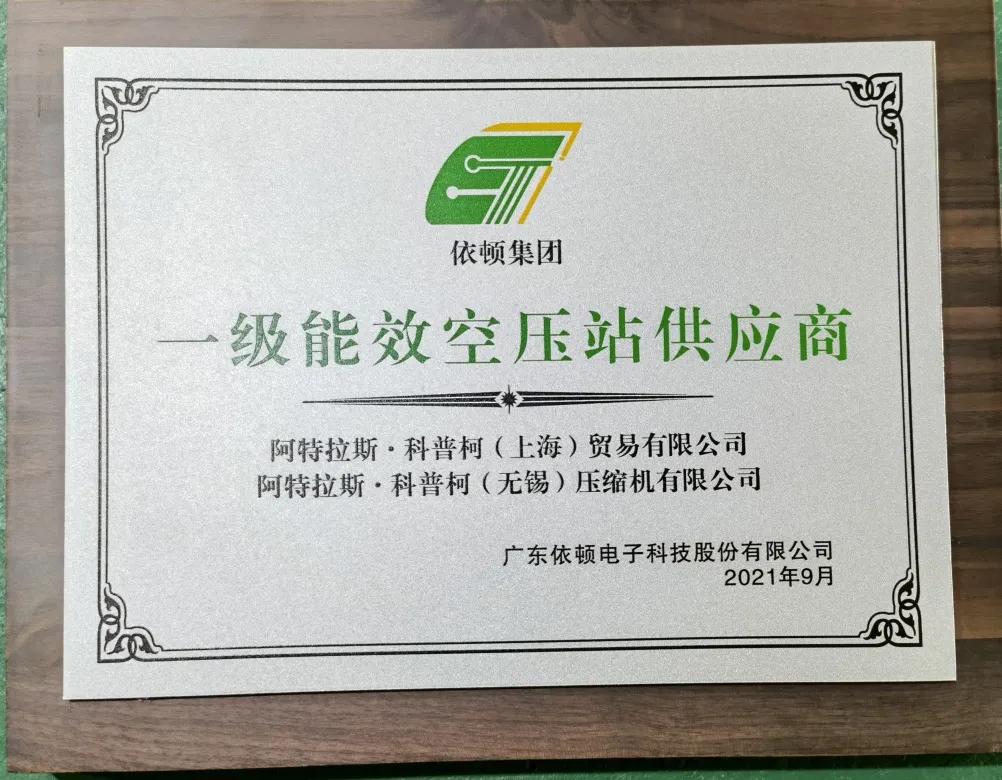 依顿集团
一级能效空压站供应商
阿特拉斯·科普柯（上海）贸易有限公司
阿特拉斯·科普柯（无锡）压缩机有限公司
广东依顿电子科技股份有限公司
2021年9月